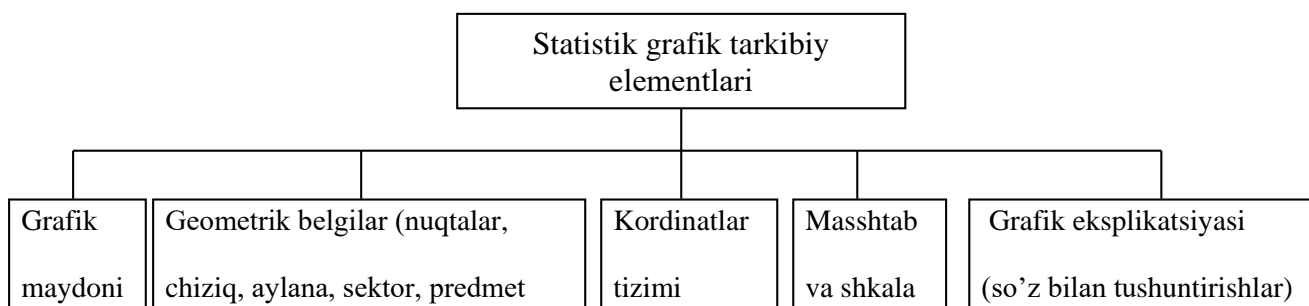 Statistik grafik tarkibiy
elementlari
Grafik
maydoni
Geometrik belgilar (nuqtalar,
chiziq, aylana, sektor, predmet
Kordinatlar
tizimi
Masshtab
va shkala
Grafik eksplikatsiyasi
(so’z bilan tushuntirishlar)